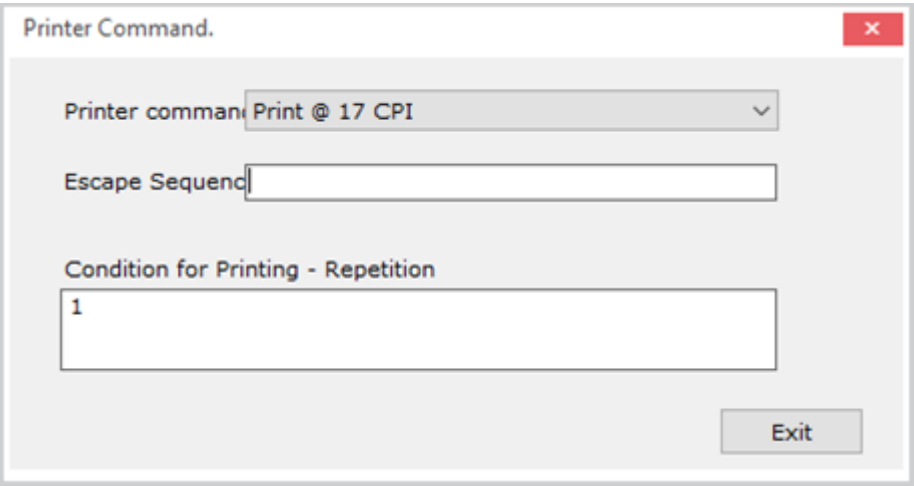 Printer Command.
Printer comman Print @ 17 CPI
Escape Sequenc
Condition for Printing - Repetition
1
Exit